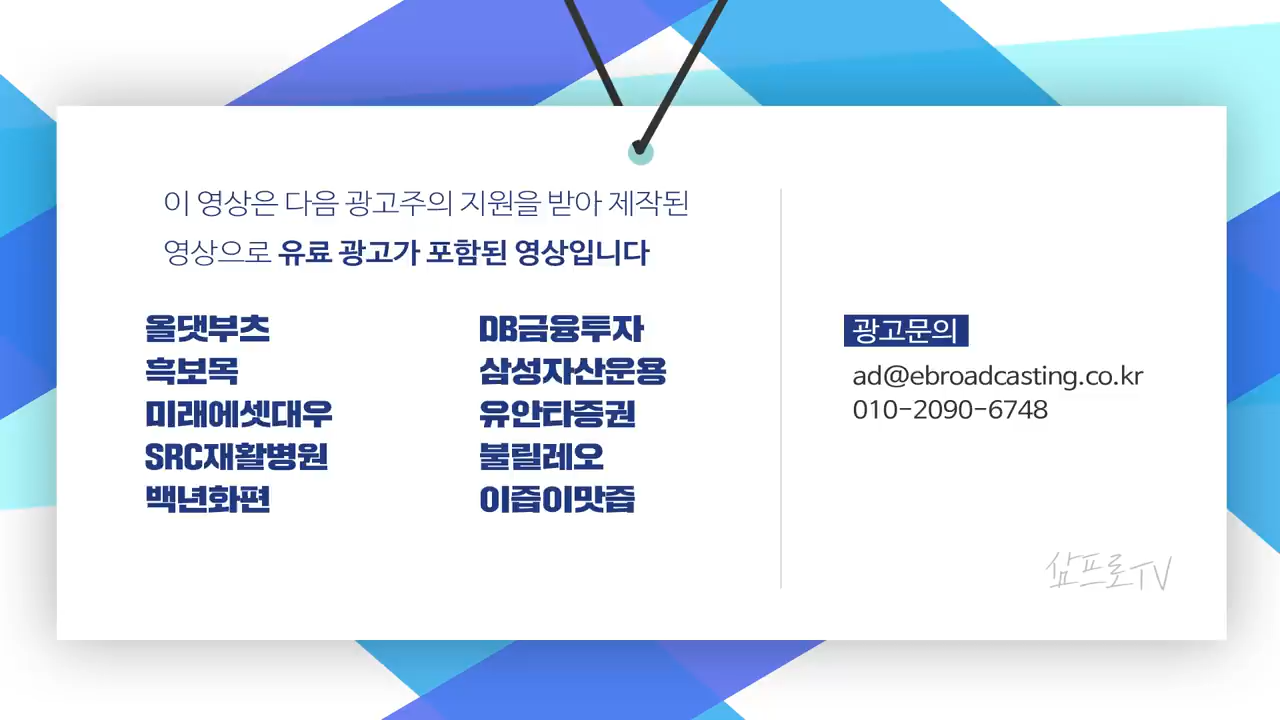 이 영상은 다음 광고주의 지원을 받아 제작된
영상으로 유료 광고가 포함된 영상입니다
올댓부츠
흑보목
미래에셋대우
SRC재활병원
백년화편
DB금융투자
삼성자산운용
유안타증권
불릴레오
이즙이맛즙
광고문의
ad@ebroadcasting.co.kr
010-2090-6748
삼프로TV